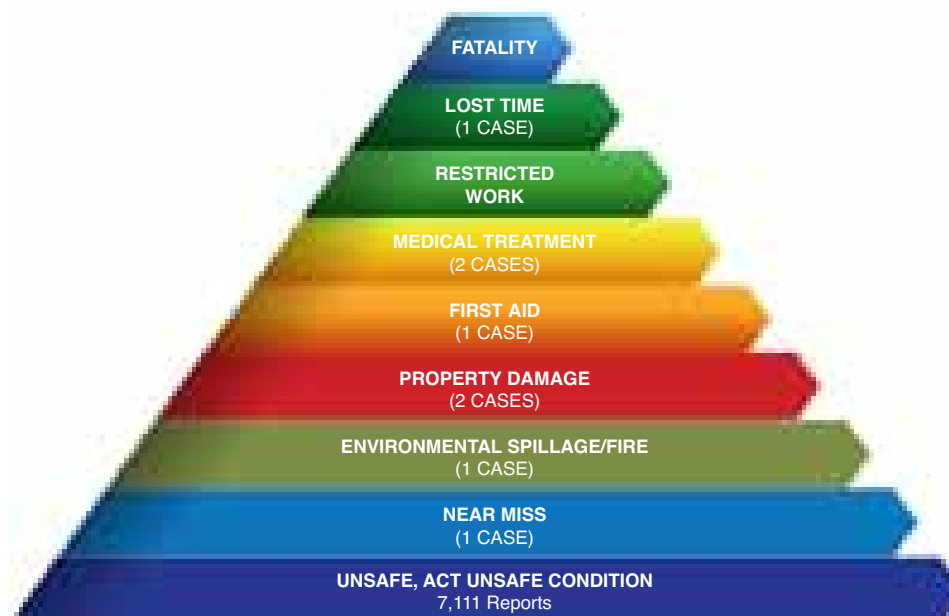 FATALITY
LOST TIME
(1 CASE)
RESTRICTED
WORK
MEDICAL TREATMENT
(2 CASES)
FIRST AID
(1 CASE)
PROPERTY DAMAGE
(2 CASES)
ENVIRONMENTAL SPILLAGE/FIRE
(1 CASE)
NEAR MISS
(1 CASE)
UNSAFE, ACT UNSAFE CONDITION
7,111 Reports